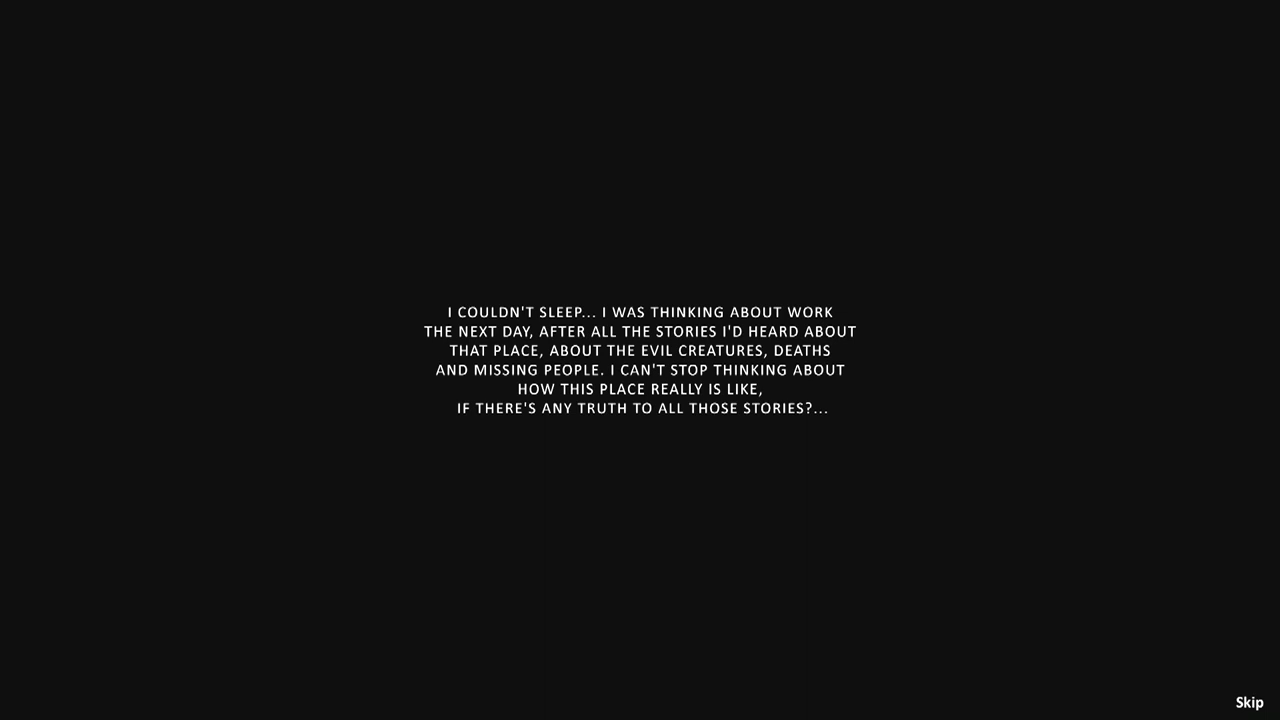 I COULDN'T SLEEP... I WAS THINKING ABOUT WORK
THE NEXT DAY, AFTER ALL THE STORIES I'D HEARD ABOUT
THAT PLACE, ABOUT THE EVIL CREATURES, DEATHS
AND MISSING PEOPLE. I CAN'T STOP THINKING ABOUT
HOW THIS PLACE REALLY IS LIKE,
IF THERE'S ANY TRUTH TO ALL THOSE STORIES?...
Skip